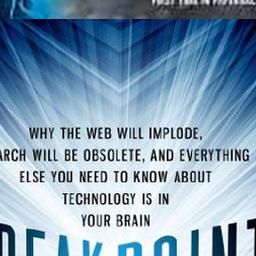 WHY THE WEB WILL IMPLODE,
ARCH WILL BE OBSOLETE, AND EVERYTHING
ELSE YOU NEED TO KNOW ABOUT
TECHNOLOGY IS IN
YOUR BRAIN